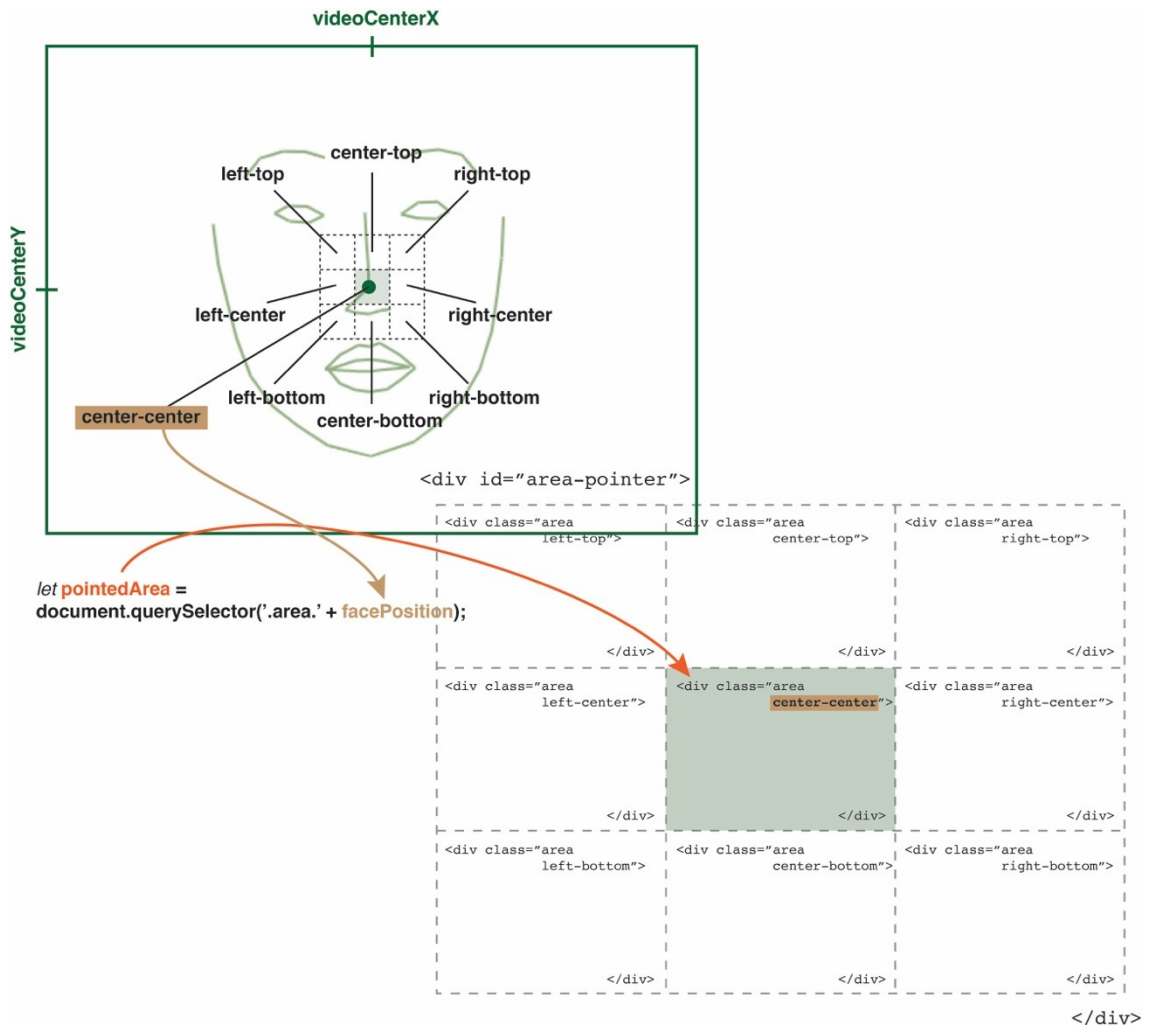 videoCenterX
videoCenterY
center-top
left-top
right-top
left-center
right-center
left-bottom
right-bottom
center-center
center-bottom
<div id=”area-pointer”>
let pointedArea =
document.querySelector(’.area.’ + facePosition);
<div class=”area
left-top”>
</div>
<div class=”area
center-top”>
</div>
<div class=”area
right-top”>
</div>
<div class=”area
left-center”>
</div>
<div class=”area
center-center”>
</div>
<div class=”area
right-center”>
</div>
<div class=”area
left-bottom”>
</div>
<div class=”area
center-bottom”>
</div>
<div class=”area
right-bottom”>
</div>
</div>